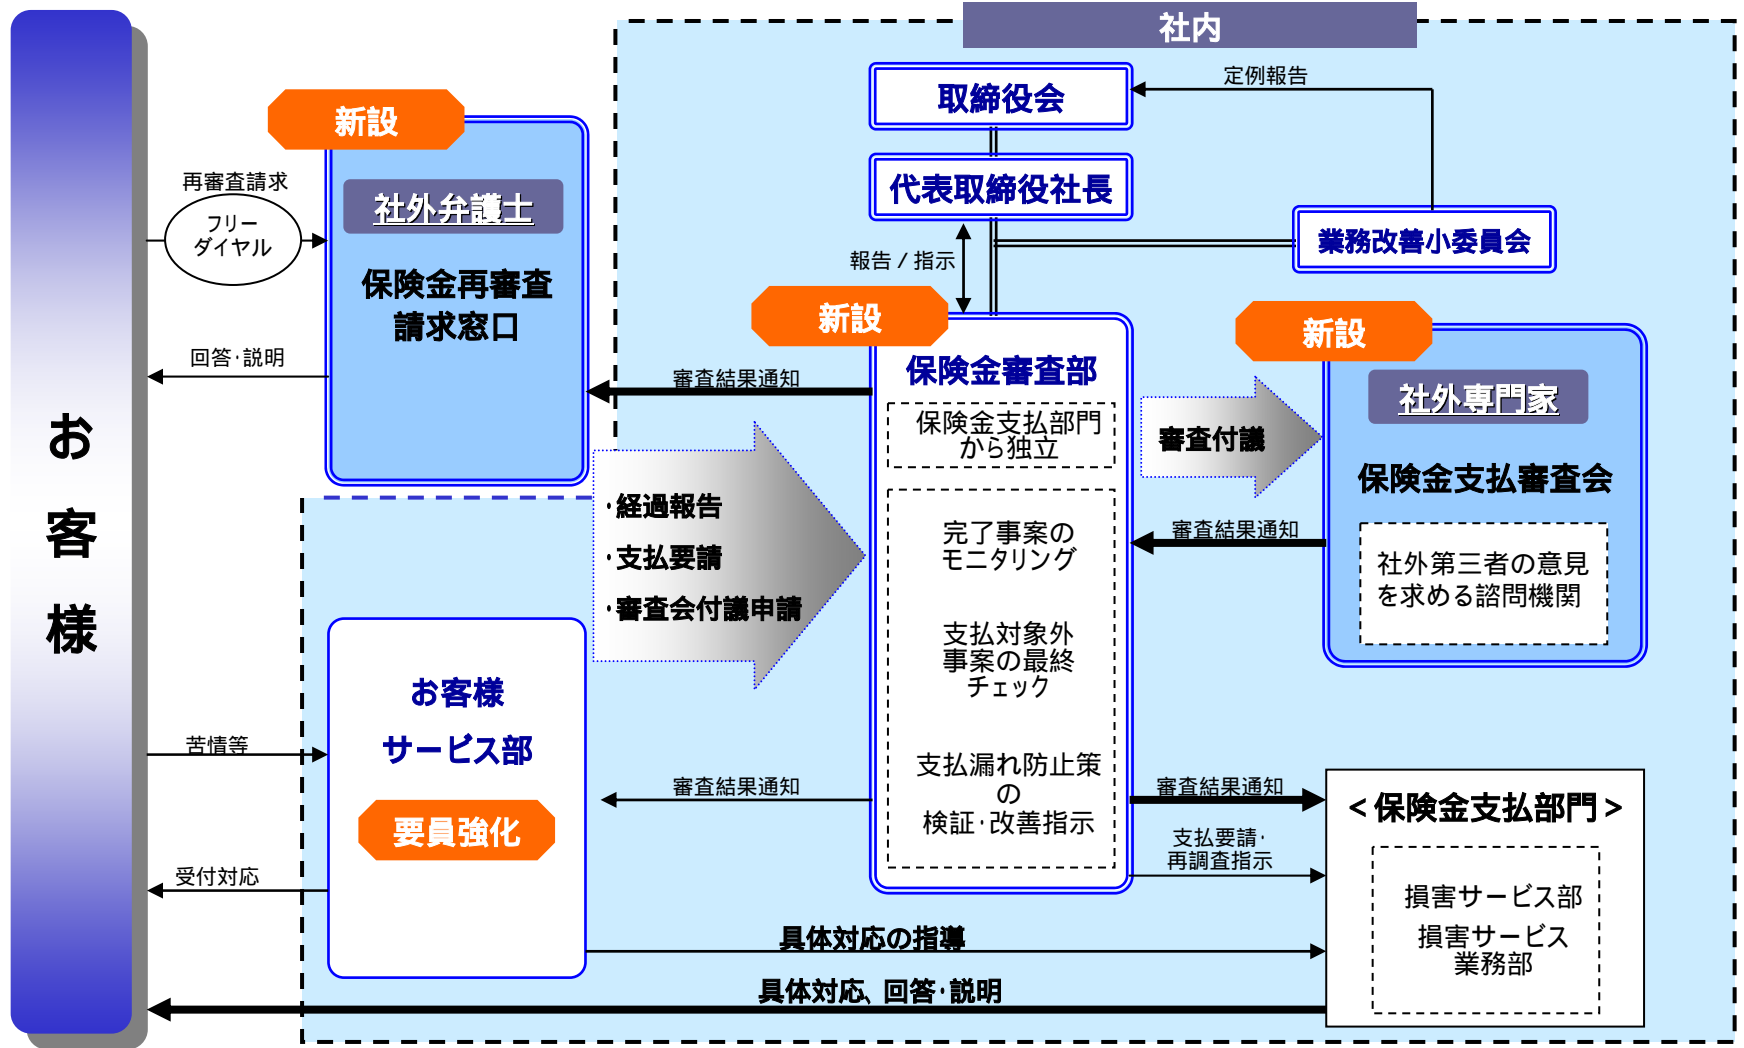 社内
取締役会
定例報告
代表取締役社長
業務改善小委員会
報告/指示
新設
社外弁護士
保険金再審査
請求窓口
再審査請求
フリー
ダイヤル
回答・説明
お
客
様
審査結果通知
・経過報告
・支払要請
・審査会付議申請
新設
保険金審査部
保険金支払部門
から独立
完了事案の
モニタリング
支払対象外
事案の最終
チェック
支払漏れ防止策
の
検証・改善指示
審査付議
審査結果通知
新設
社外専門家
保険金支払審査会
社外第三者の意見
を求める諮問機関
お客様
サービス部
要員強化
苦情等
受付対応
審査結果通知
審査結果通知
支払要請・
再調査指示
<保険金支払部門>
損害サービス部
損害サービス
業務部
具体対応の指導
具体対応、回答・説明